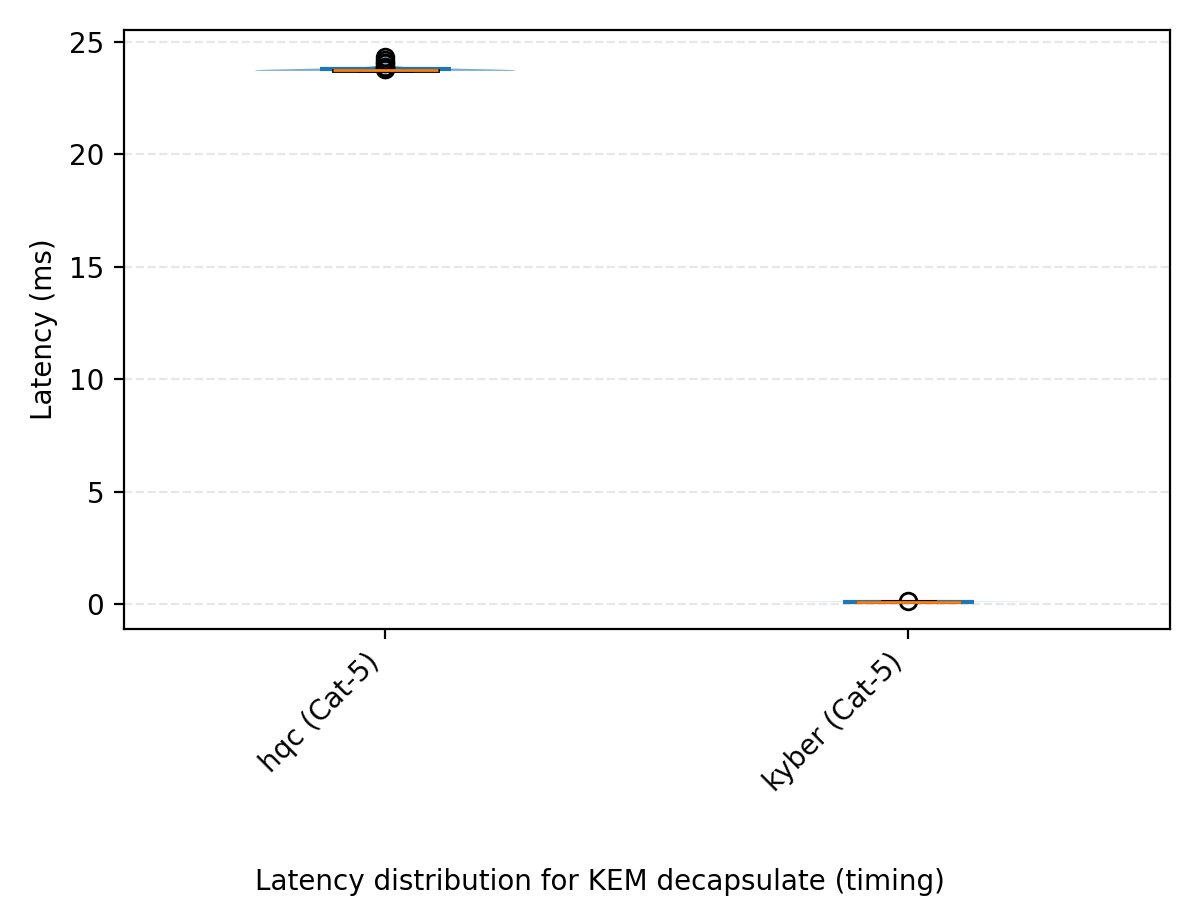 25
20
15
10
5
0
Latency (ms)
hqc (Cat-5)
kyber (Cat-5)
Latency distribution for KEM decapsulate (timing)